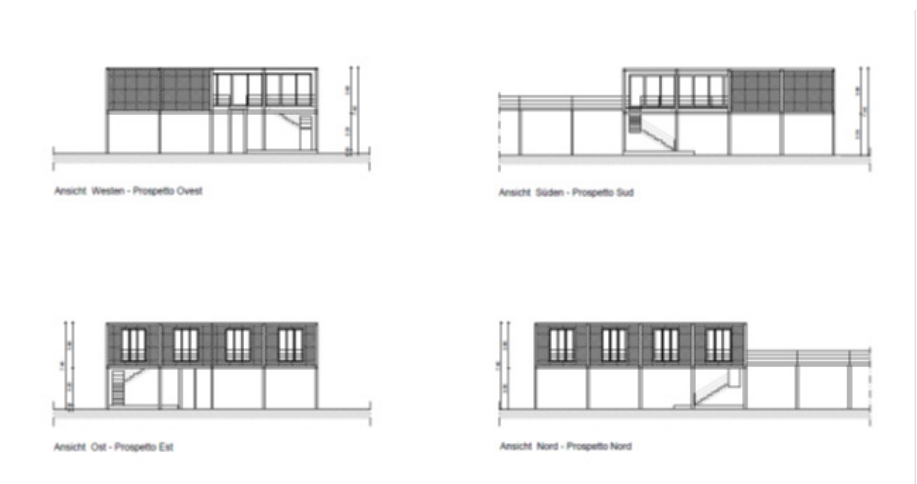 Ansicht Westen - Prospetto Ovest
Ansicht Süden - Prospetto Sud
Ansicht Ost - Prospetto Est
Ansicht Nord - Prospetto Nord